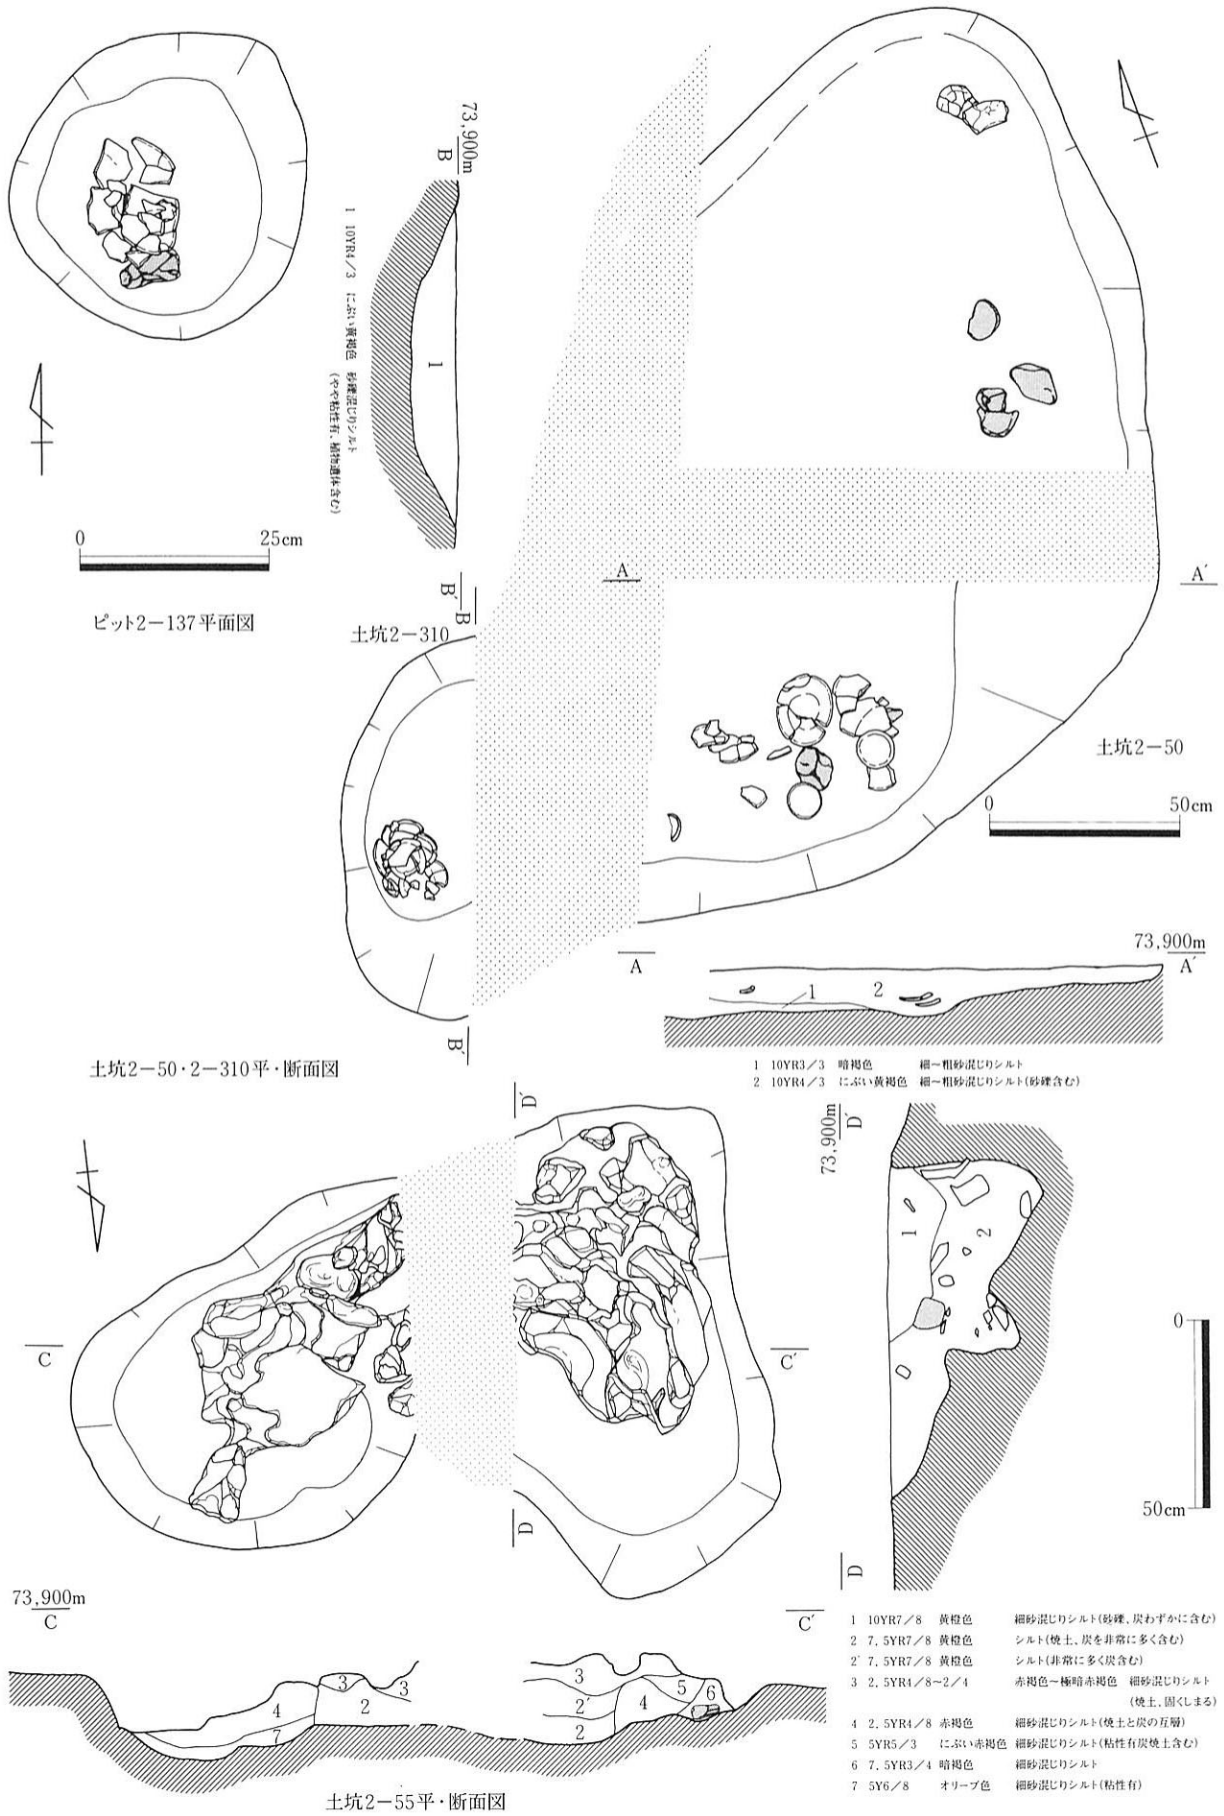 73,900m
B
1
1 10YR4/3 にぶい黄褐色 砂礫混じりシルト
(やや粘性有、植物遺体含む)
B′
0 25cm
ピット2-137平面図
A
A′
B
土坑2-310
土坑2-50
0 50cm
B′
A
73,900m
A′
1
2
1 10YR3/3 暗褐色 細~粗砂混じりシルト
2 10YR4/3 にぶい黄褐色 細~粗砂混じりシルト(砂礫含む)
土坑2-50・2-310平・断面図
D′
C
C′
D
73,900m
D′
1
2
D
0
50cm
73,900m
C
C′
3
3
4
2
7
3
5
6
2′
4
2
土坑2-55平・断面図
1 10YR7/8 黄橙色 細砂混じりシルト(砂礫、炭わずかに含む)
2 7,5YR7/8 黄橙色 シルト(焼土、炭を非常に多く含む)
2′ 7,5YR7/8 黄橙色 シルト(非常に多く炭含む)
3 2,5YR4/8~2/4 赤褐色~極暗赤褐色 細砂混じりシルト
(焼土、固くしまる)
4 2,5YR4/8 赤褐色 細砂混じりシルト(焼土と炭の互層)
5 5YR5/3 にぶい赤褐色 細砂混じりシルト(粘性有炭焼土含む)
6 7,5YR3/4 暗褐色 細砂混じりシルト
7 5Y6/8 オリーブ色 細砂混じりシルト(粘性有)